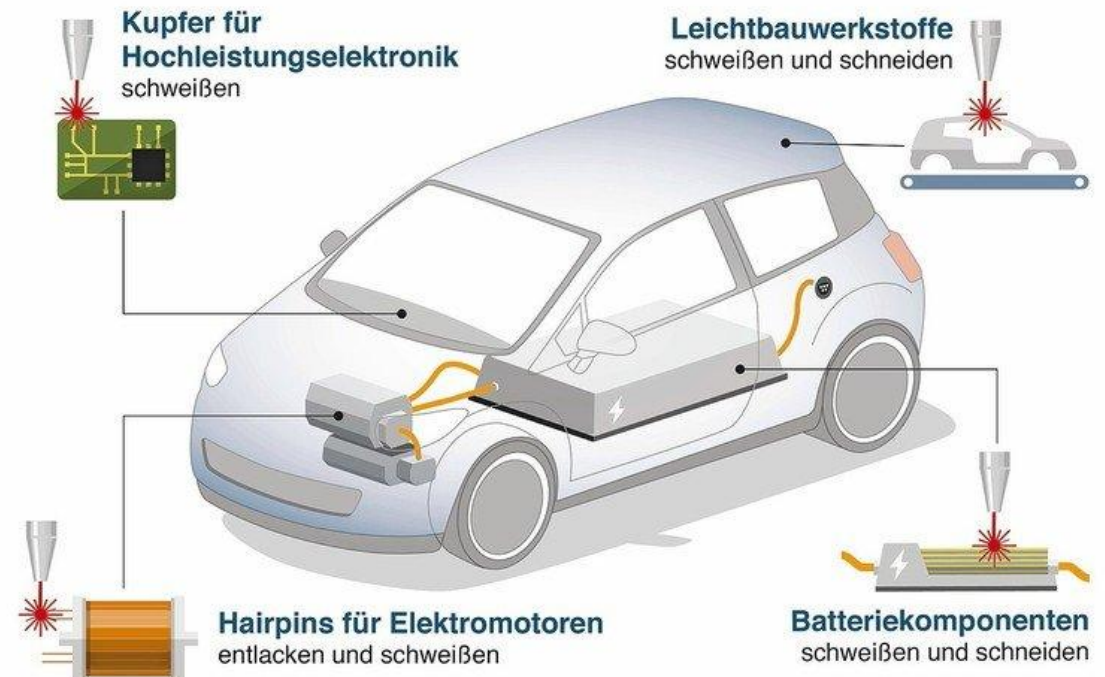 Kupfer für
Hochleistungselektronik
schweißen
Leichtbauwerkstoffe
schweißen und schneiden
Hairpins für Elektromotoren
entlacken und schweißen
Batteriekomponenten
schweißen und schneiden